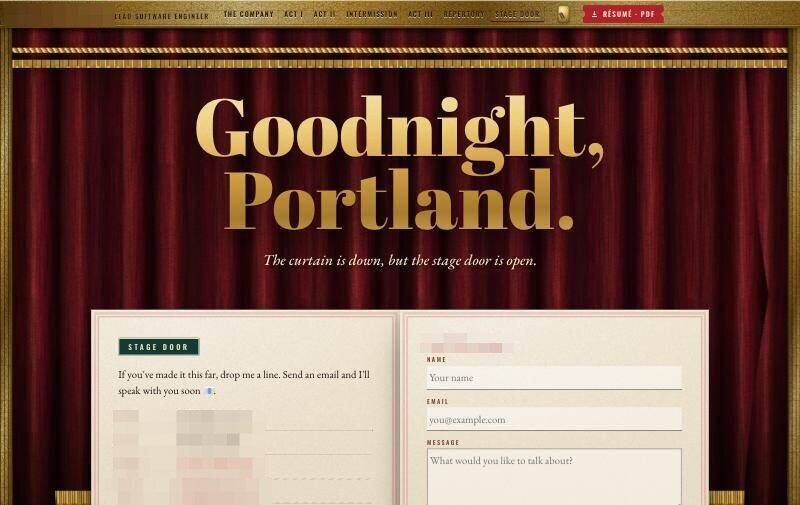 LEAD SOFTWARE ENGINEER THE COMPANY ACT I ACT II INTERMISSION ACT III REPERTORY STAGE DOOR RÉSUMÉ · PDF
Goodnight,
Portland.
The curtain is down, but the stage door is open.
STAGE DOOR
If you've made it this far, drop me a line. Send an email and I'll
speak with you soon 📧.
NAME
Your name
EMAIL
you@example.com
MESSAGE
What would you like to talk about?